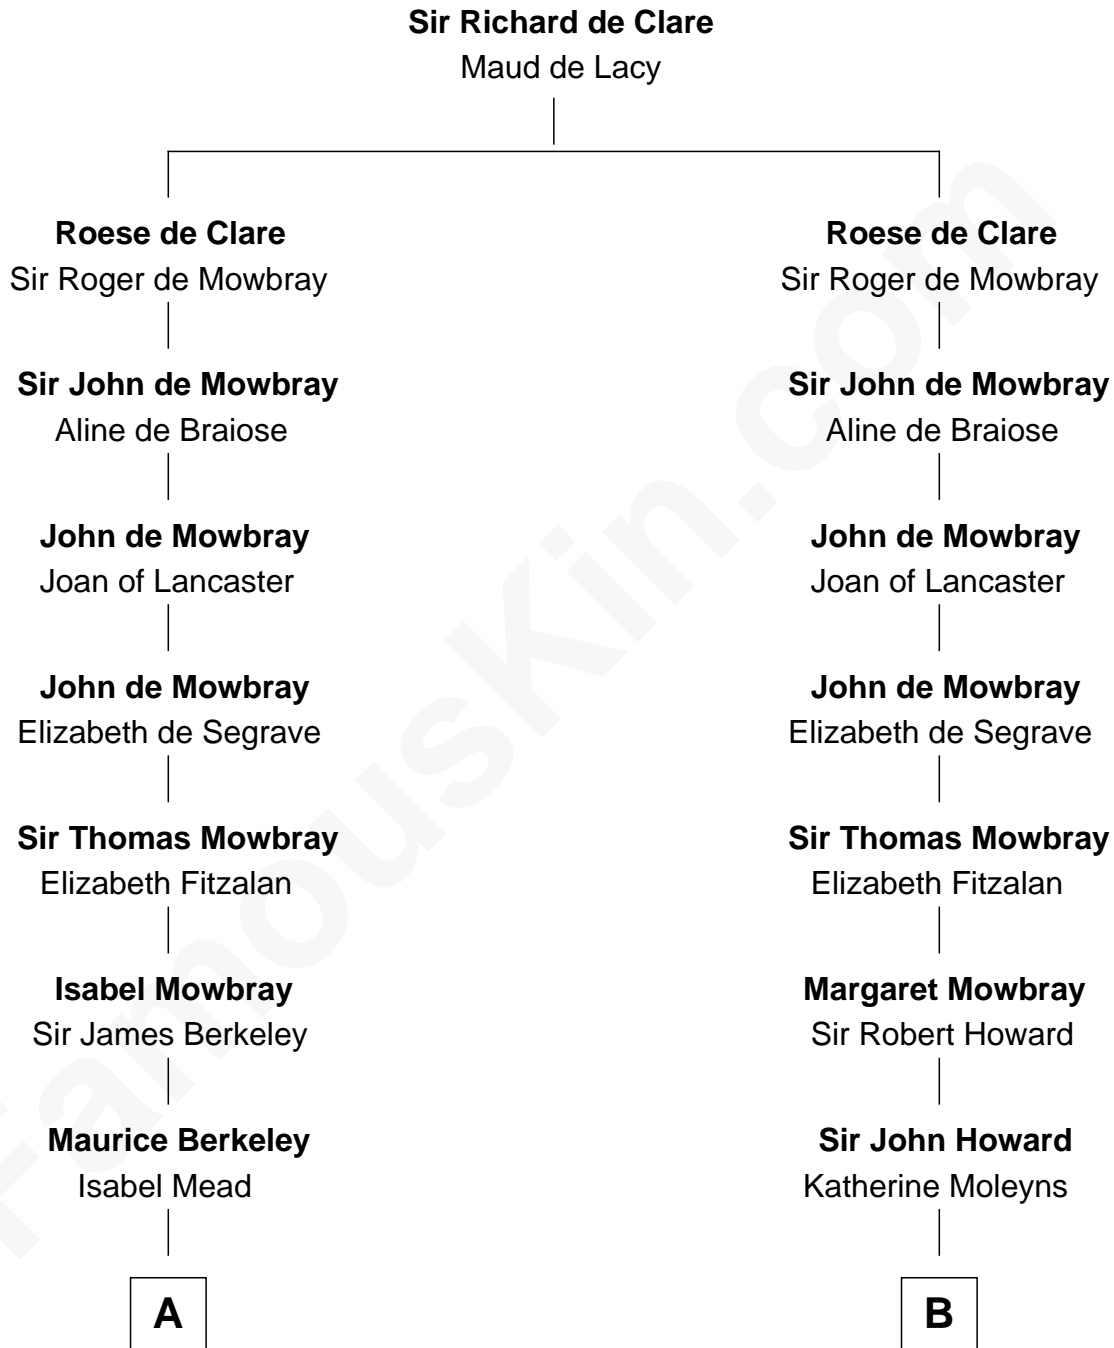 Sir Richard de Clare
Maud de Lacy
Roese de Clare
Sir Roger de Mowbray
Roese de Clare
Sir Roger de Mowbray
Sir John de Mowbray
Aline de Braiose
Sir John de Mowbray
Aline de Braiose
John de Mowbray
Joan of Lancaster
John de Mowbray
Joan of Lancaster
John de Mowbray
Elizabeth de Segrave
John de Mowbray
Elizabeth de Segrave
Sir Thomas Mowbray
Elizabeth Fitzalan
Sir Thomas Mowbray
Elizabeth Fitzalan
Isabel Mowbray
Sir James Berkeley
Margaret Mowbray
Sir Robert Howard
Maurice Berkeley
Isabel Mead
Sir John Howard
Katherine Moleyns
A
B
FamousKin.com